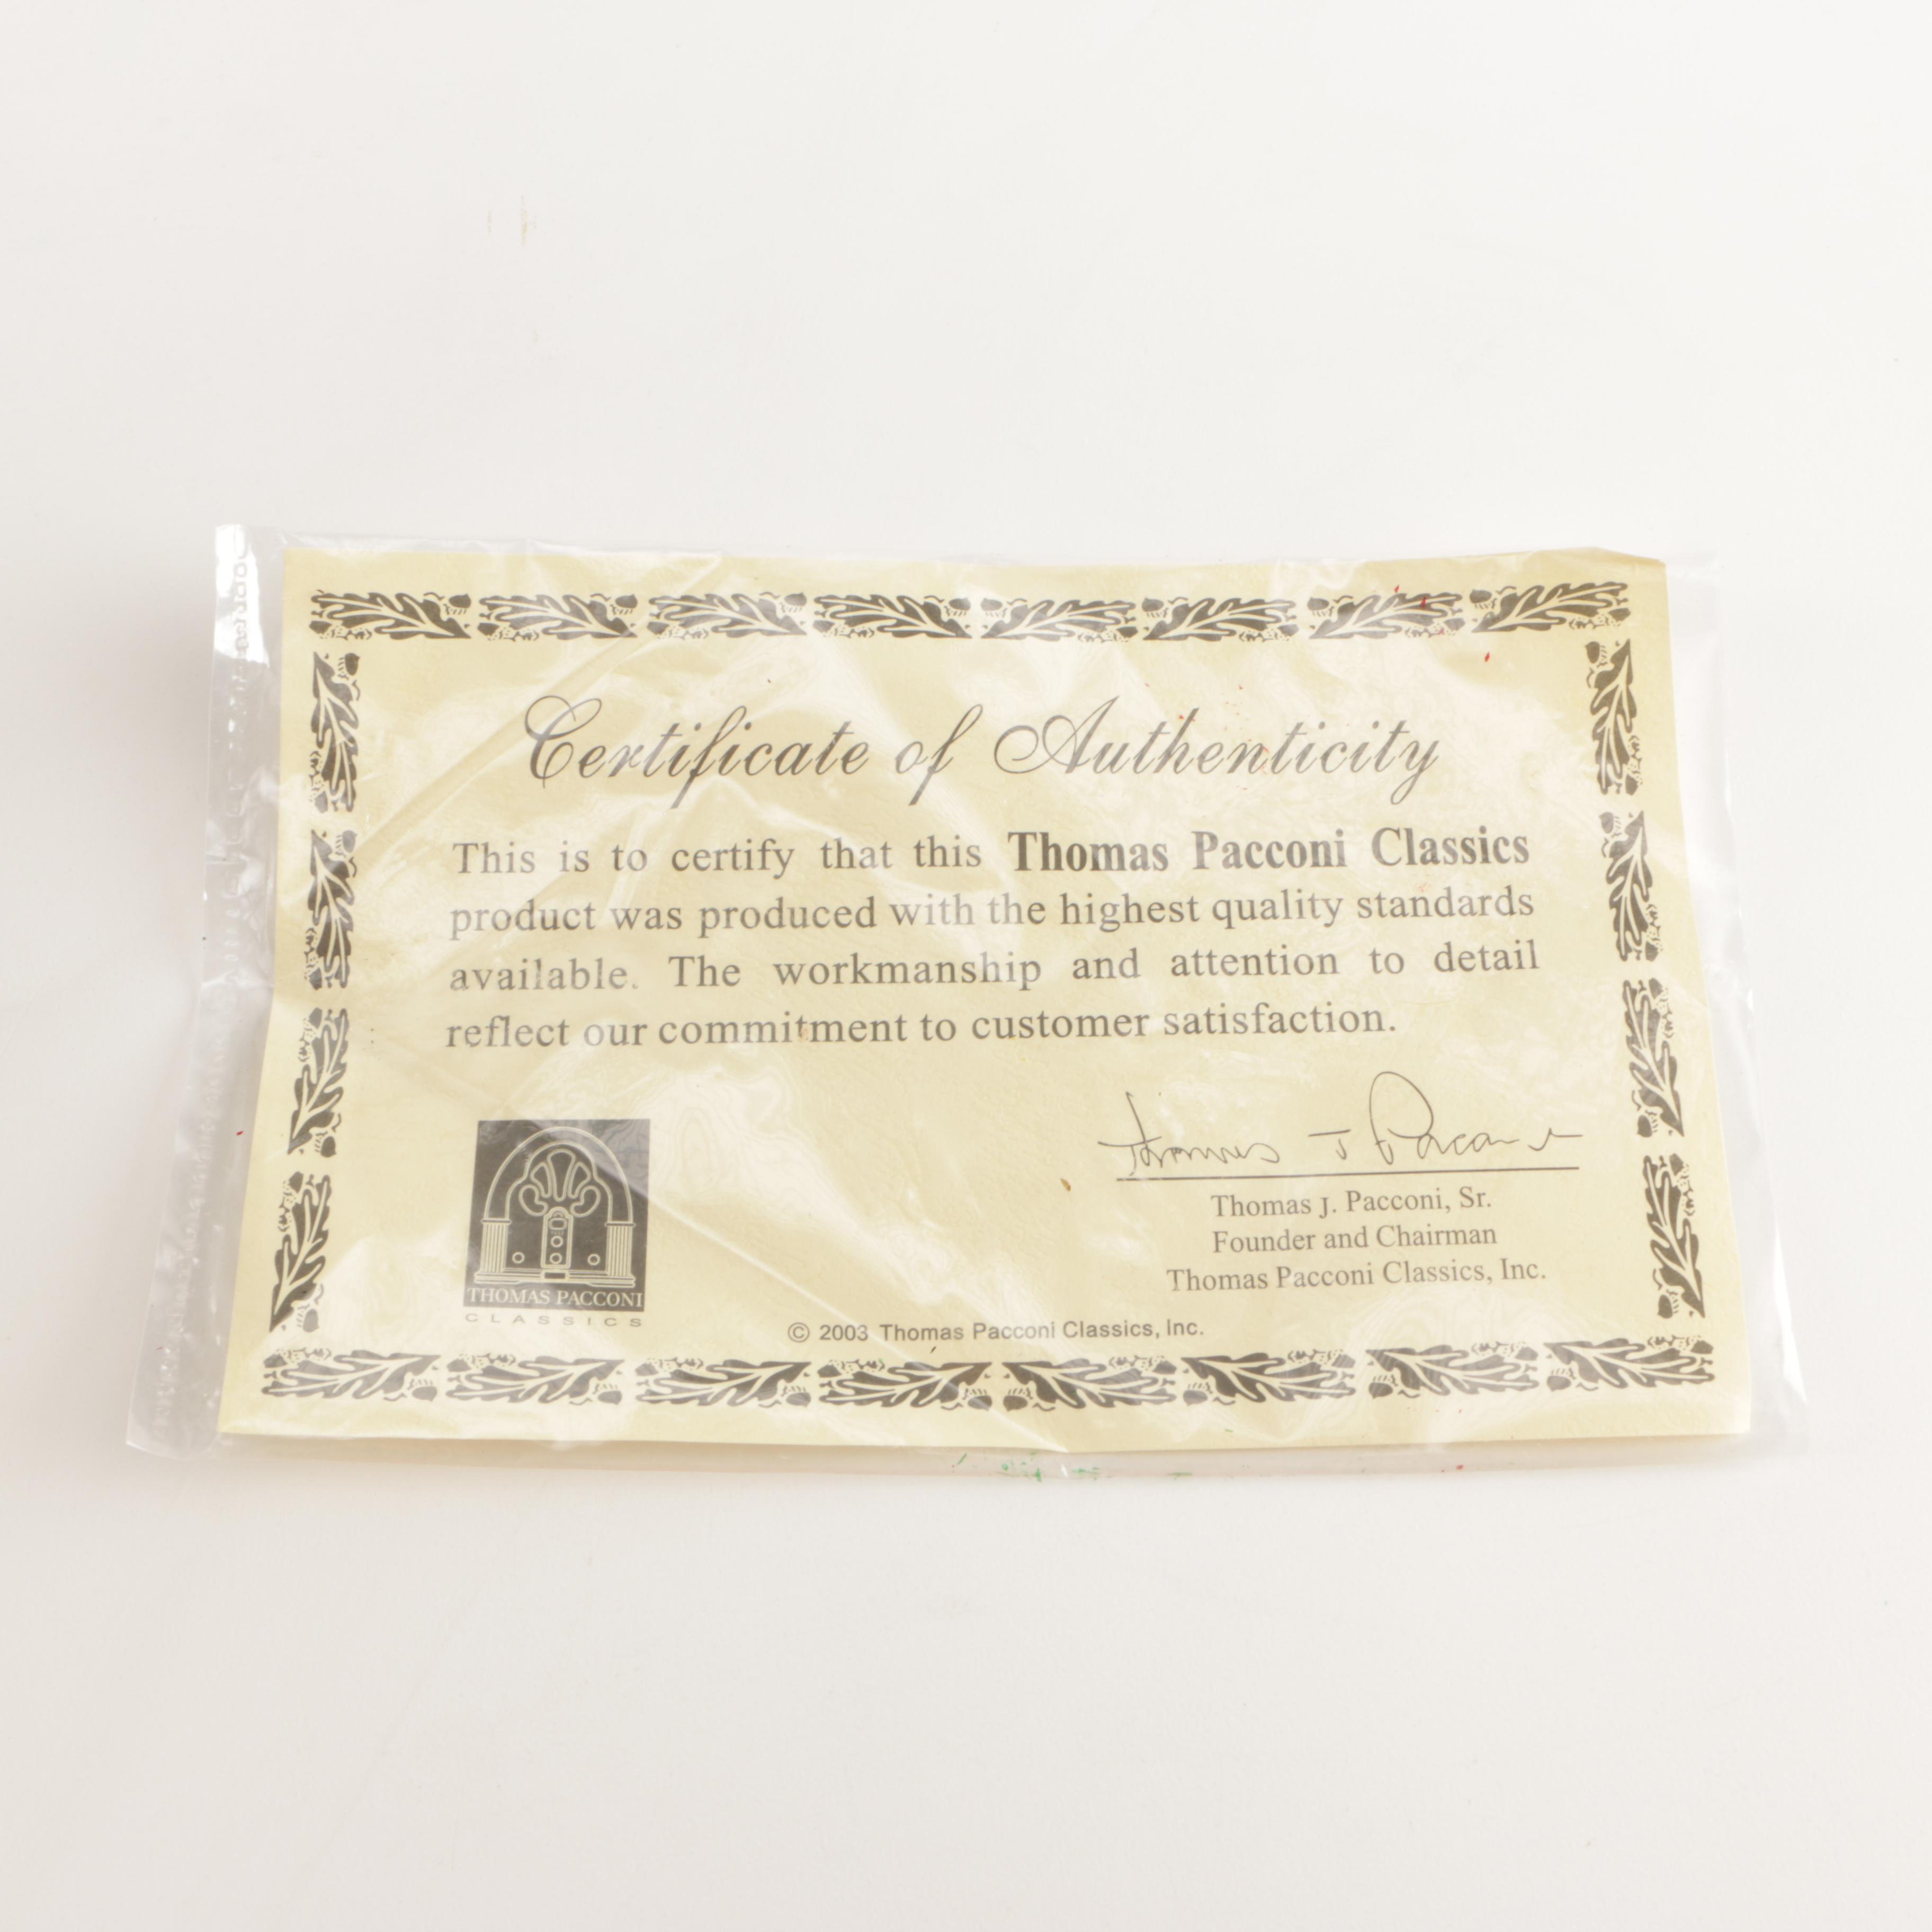 Certificate of Authenticity
This is to certify that this Thomas Pacconi Classics
product was produced with the highest quality standards
available. The workmanship and attention to detail
reflect our commitment to customer satisfaction.
Thomas J Pacconi
Thomas J. Pacconi, Sr.
Founder and Chairman
Thomas Pacconi Classics, Inc.
THOMAS PACCONI
CLASSICS
© 2003 Thomas Pacconi Classics, Inc.